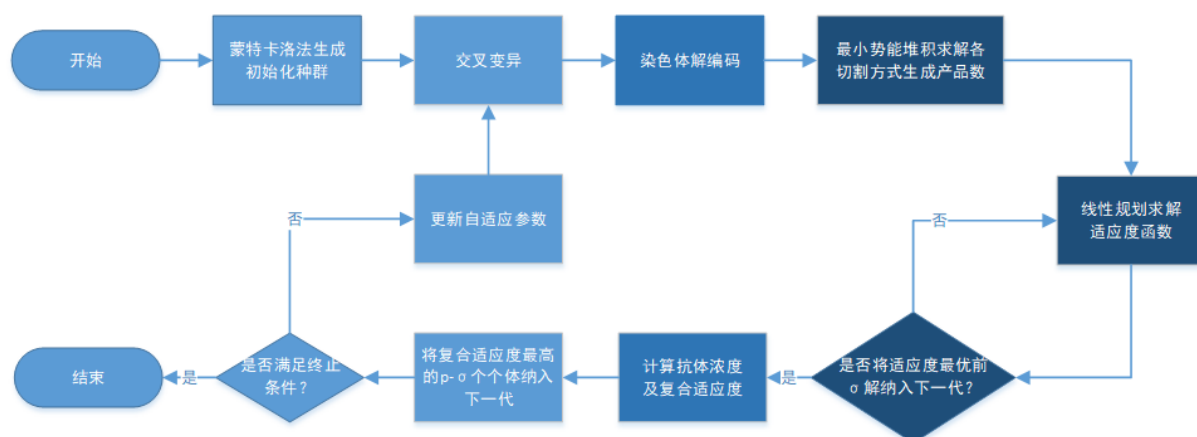 开始
蒙特卡洛法生成
初始化种群
交叉变异
染色体解编码
最小势能堆积求解各
切割方式生成产品数
否
更新自适应参数
否
线性规划求解
适应度函数
结束
是
是否满足终止
条件？
将复合适应度最高
的p-σ个个体纳入
下一代
计算抗体浓度
及复合适应度
是
是否将适应度最优前
σ解纳入下一代？